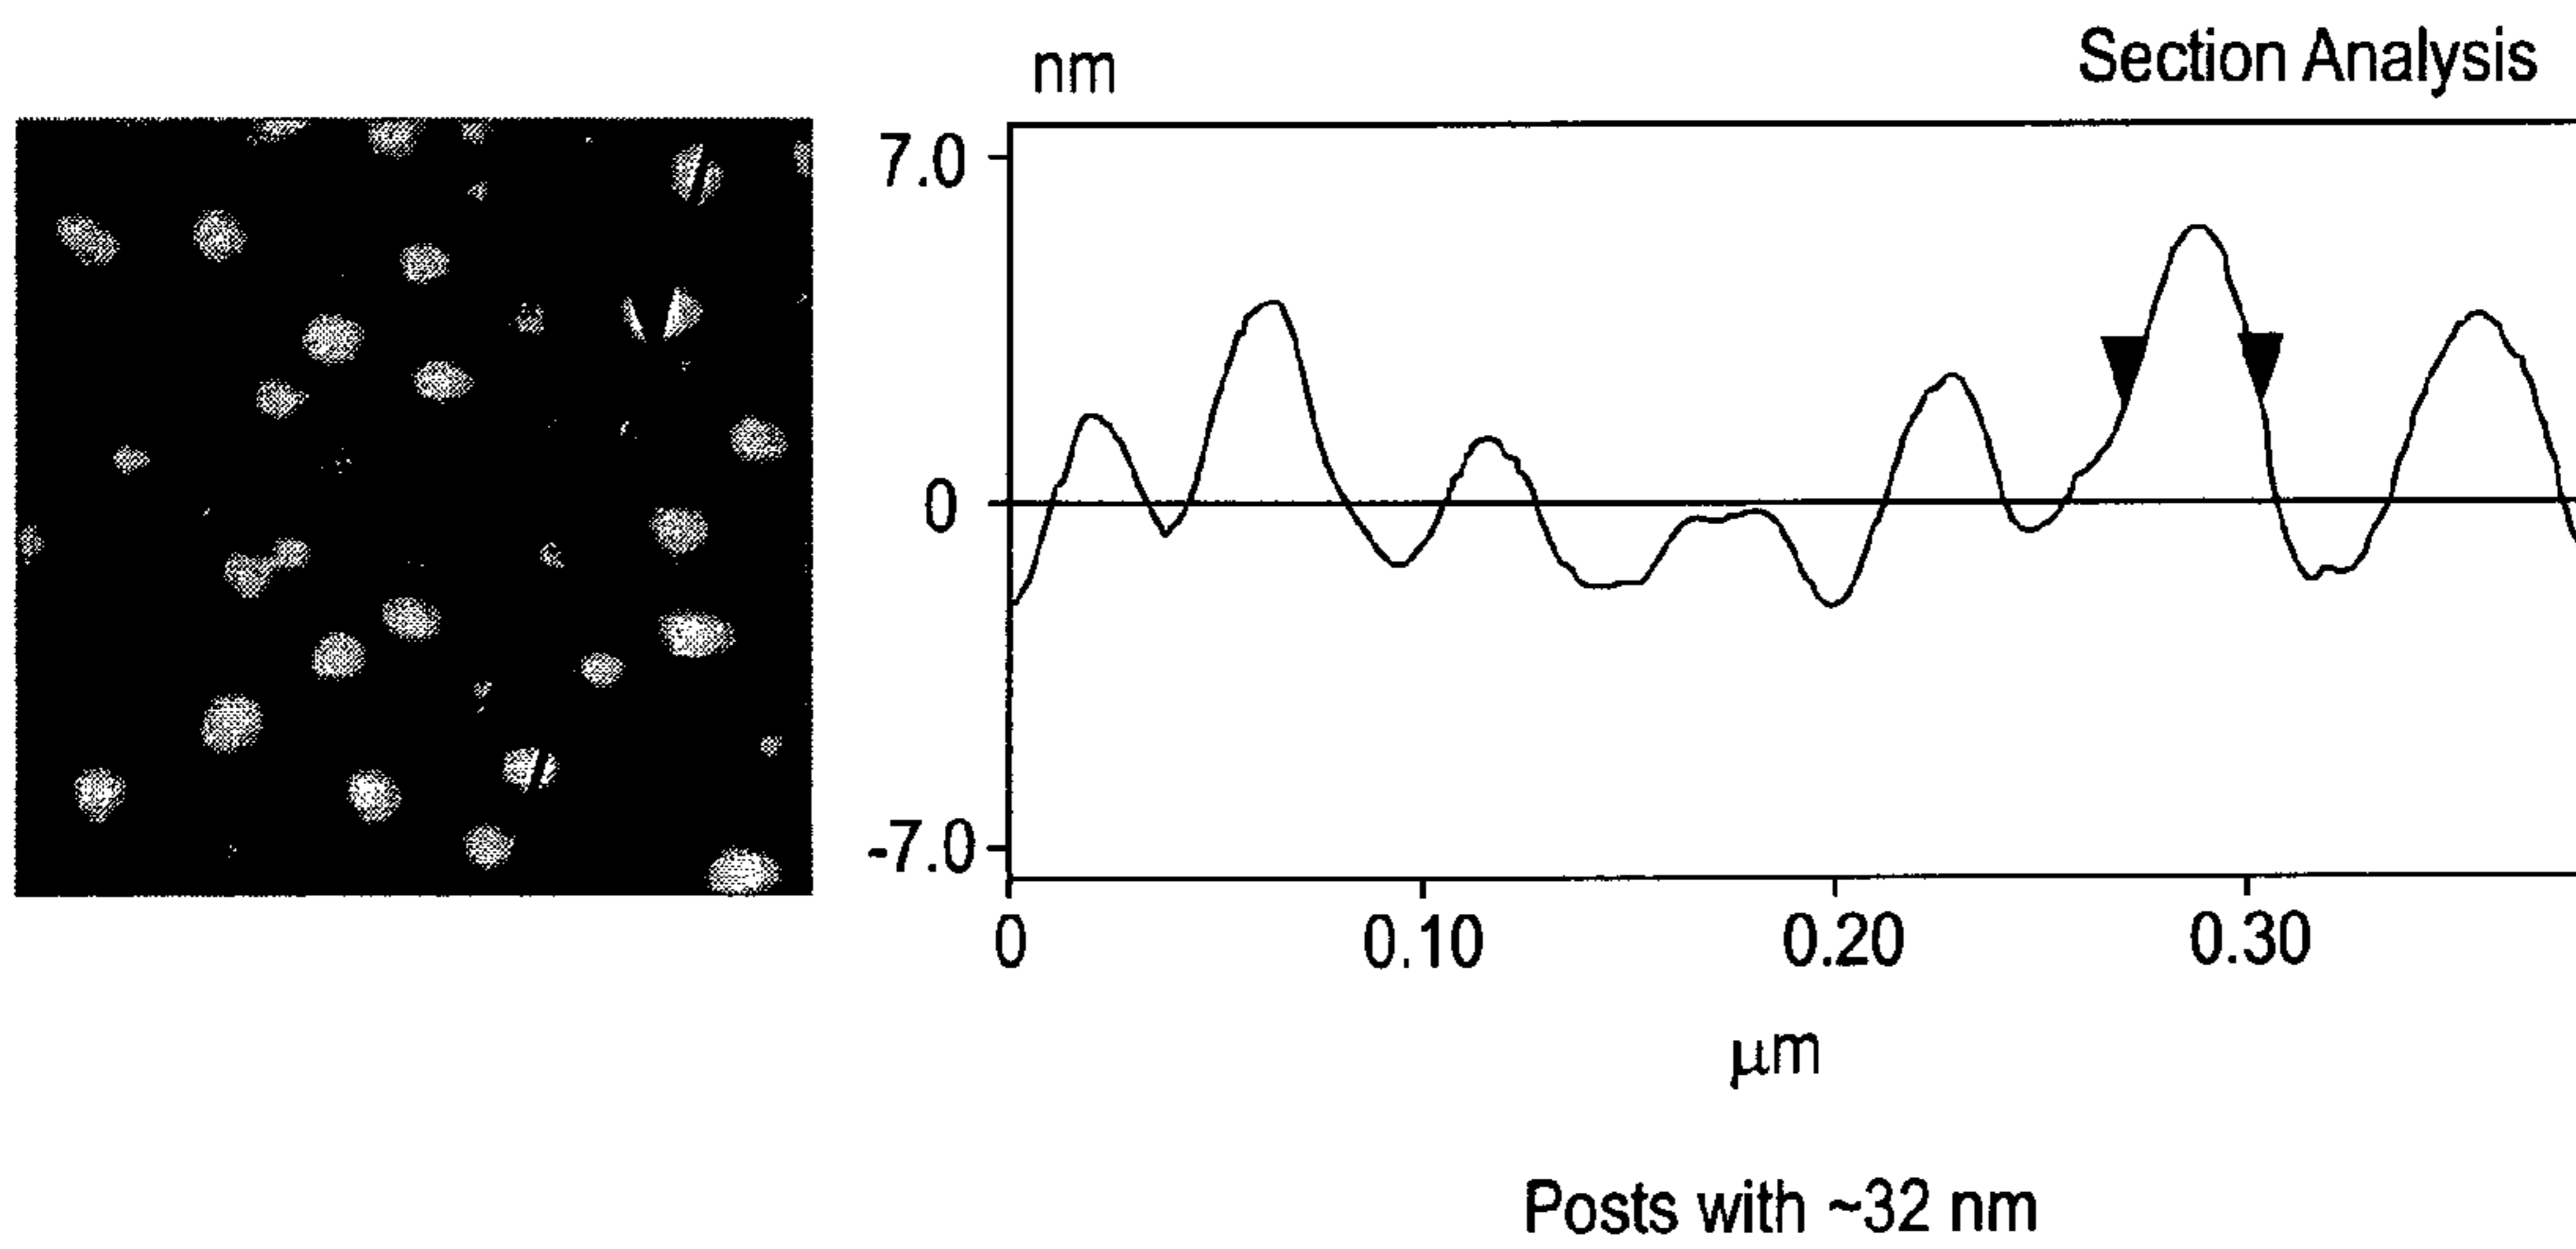 Section Analysis
nm
7.0
0
-7.0
0 0.10 0.20 0.30
μm
Posts with ~32 nm